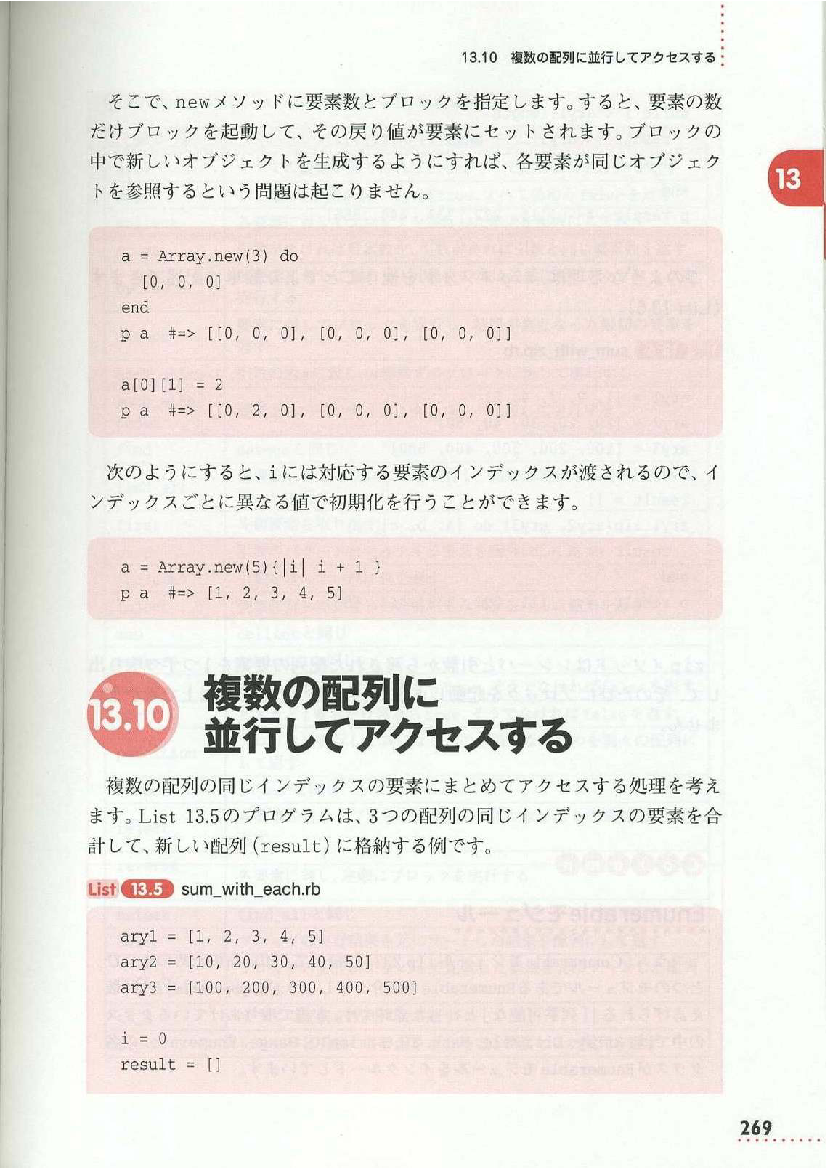 13.10 複数の配列に並行してアクセスする
そこで、newメソッドに要素数とブロックを指定します。すると、要素の数
だけブロックを起動して、その戻り値が要素にセットされます。ブロックの
中で新しいオブジェクトを生成するようにすれば、各要素が同じオブジェク
トを参照するという問題は起こりません。
13
a = Array.new(3) do
[0, 0, 0]
end
p a #=> [[0, 0, 0], [0, 0, 0], [0, 0, 0]]
a[0][1] = 2
p a #=> [[0, 2, 0], [0, 0, 0], [0, 0, 0]]
次のようにすると、iには対応する要素のインデックスが渡されるので、イ
ンデックスごとに異なる値で初期化を行うことができます。
a = Array.new(5){|i| i + 1 }
p a #=> [1, 2, 3, 4, 5]
13.10 複数の配列に
並行してアクセスする
複数の配列の同じインデックスの要素にまとめてアクセスする処理を考え
ます。List 13.5のプログラムは、3つの配列の同じインデックスの要素を合
計して、新しい配列(result)に格納する例です。
List 13.5 sum_with_each.rb
ary1 = [1, 2, 3, 4, 5]
ary2 = [10, 20, 30, 40, 50]
ary3 = [100, 200, 300, 400, 500]
i = 0
result = []
269